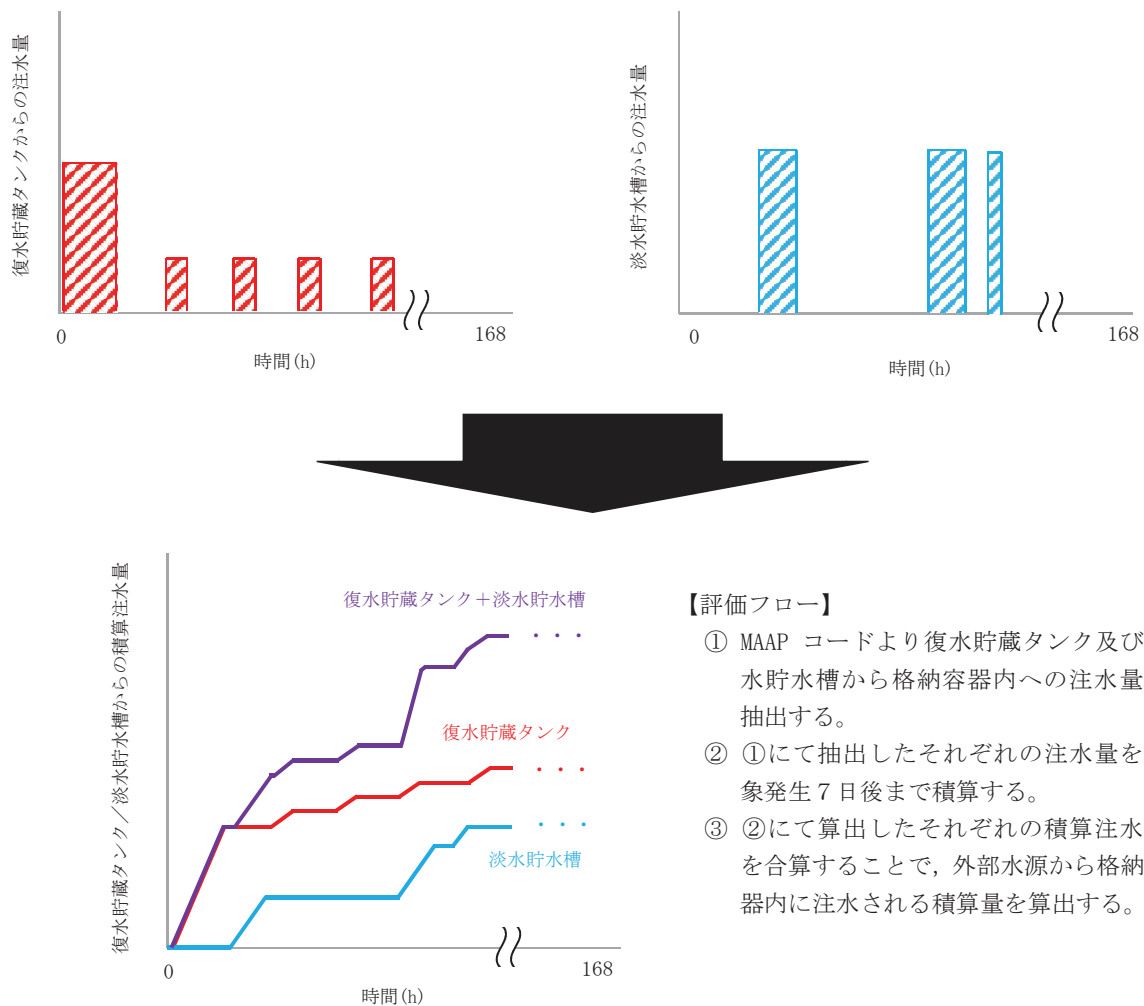 復水貯蔵タンクからの注水量
0
168
時間(h)
淡水貯水槽からの注水量
0
168
時間(h)
復水貯蔵タンク／淡水貯水槽からの積算注水量
復水貯蔵タンク＋淡水貯水槽
・・・
復水貯蔵タンク
・・・
淡水貯水槽
・・・
0
168
時間(h)
【評価フロー】
① MAAP コードより復水貯蔵タンク及び
水貯水槽から格納容器内への注水量
抽出する。
② ①にて抽出したそれぞれの注水量を
象発生７日後まで積算する。
③ ②にて算出したそれぞれの積算注水
を合算することで，外部水源から格納
器内に注水される積算量を算出する。